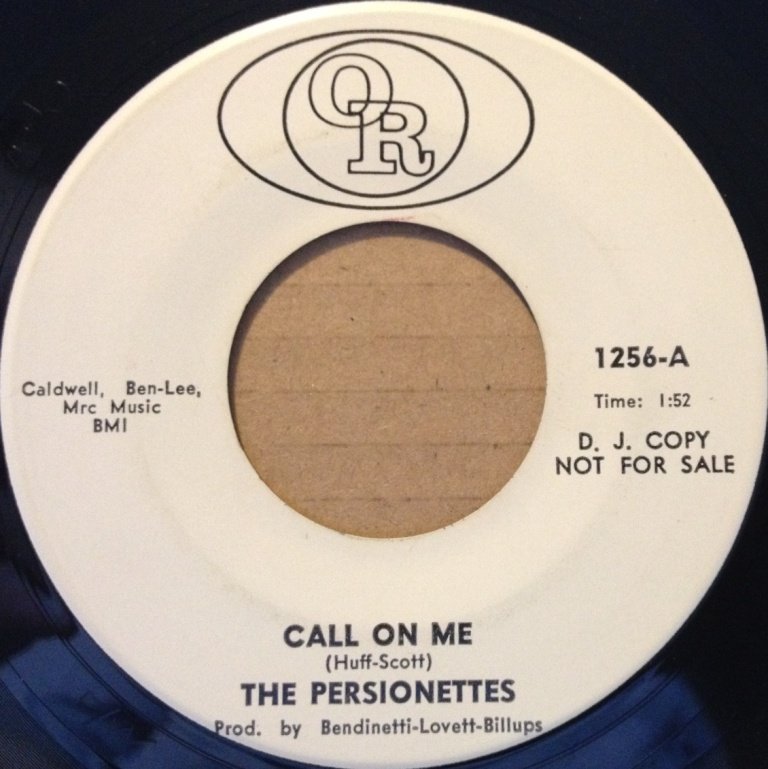 OR
Caldwell, Ben-Lee,
Mrc Music
BMI
1256-A
Time: 1:52
D. J. COPY
NOT FOR SALE
CALL ON ME
(Huff-Scott)
THE PERSIONETTES
Prod. by Bendinetti-Lovett-Billups